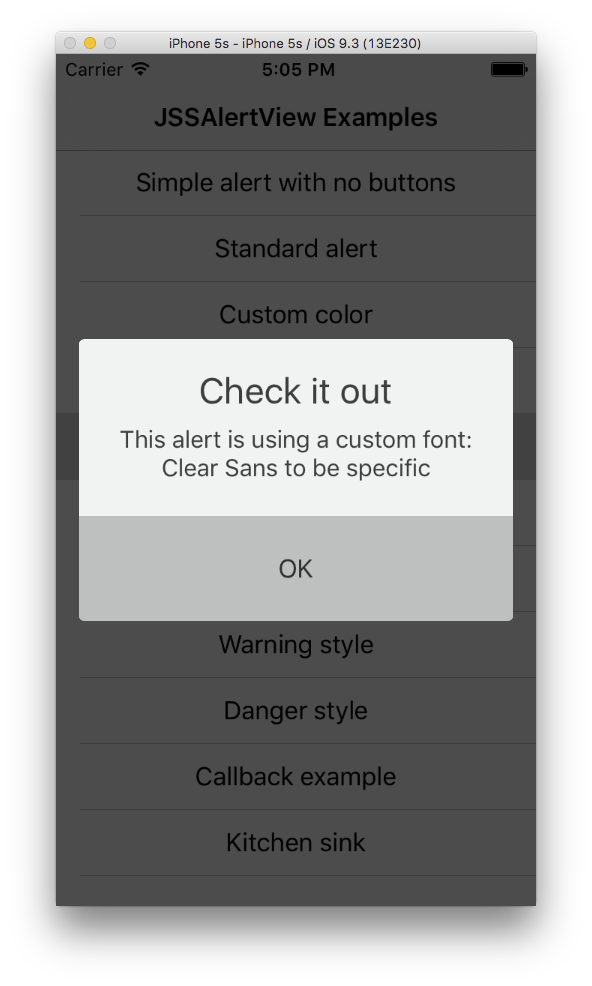 iPhone 5s - iPhone 5s / iOS 9.3 (13E230)
Carrier 5:05 PM
JSSAlertView Examples
Simple alert with no buttons
Standard alert
Custom color
Check it out
This alert is using a custom font:
Clear Sans to be specific
OK
Warning style
Danger style
Callback example
Kitchen sink